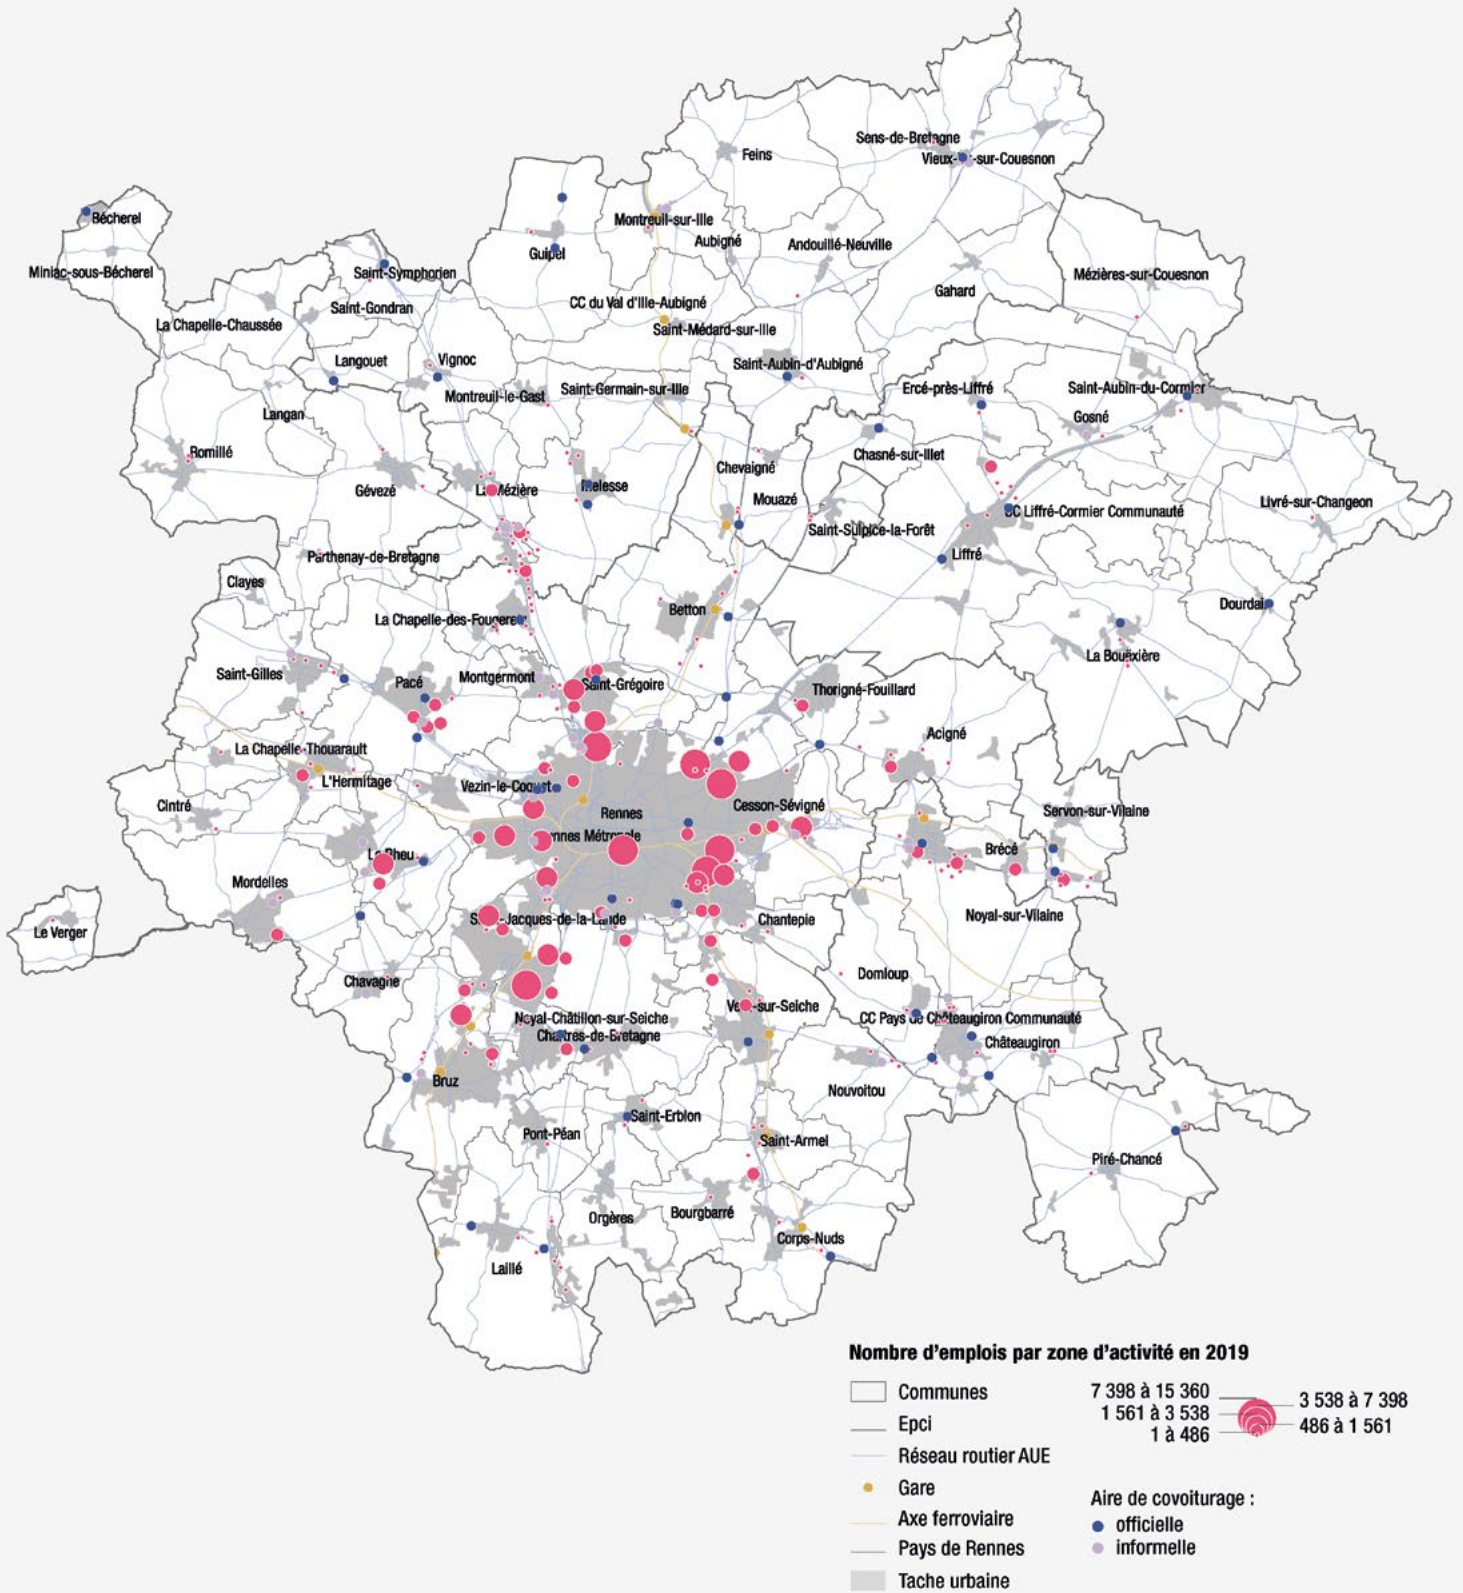 Sens-de-Bretagne
Feins
Vieux-
-sur-Couesnon
Bécherel
Montreuil-sur-Ille
Aubigné
Andouillé-Neuville
Guipel
Miniac-sous-Bécherel
Saint-Symphorien
Mézières-sur-Couesnon
Gahard
Saint-Gondran
CC du Val d'Ille-Aubigné
La Chapelle-Chaussée
Saint-Médard-sur-Ille
Langouet
Vignoc
Saint-Aubin-d'Aubigné
Montreuil-le-Gast
Saint-Germain-sur-Ille
Ercé-près-Liffré
Saint-Aubin-du-Cormier
Langan
Gosné
Romillé
Chasné-sur-Illet
Chevaigné
Gévezé
La Mézière
Melesse
Mouazé
Livré-sur-Changeon
CC Liffré-Cormier Communauté
Saint-Sulpice-la-Forêt
Liffré
Parthenay-de-Bretagne
Clayes
Dourdain
Betton
La Chapelle-des-Fougeretz
La Bouëxière
Saint-Gilles
Montgermont
Pacé
Saint-Grégoire
Thorigné-Fouillard
Acigné
La Chapelle-Thouarault
L'Hermitage
Vezin-le-Coquet
Cintré
Cesson-Sévigné
Servon-sur-Vilaine
Rennes
Rennes Métropole
Brécé
Le Rheu
Mordelles
Noyal-sur-Vilaine
Saint-Jacques-de-la-Lande
Chantepie
Le Verger
Domloup
Chavagne
Vern-sur-Seiche
Noyal-Châtillon-sur-Seiche
CC Pays de Châteaugiron Communauté
Chartres-de-Bretagne
Châteaugiron
Bruz
Nouvoitou
Saint-Erblon
Pont-Péan
Saint-Armel
Piré-Chancé
Bourgbarré
Orgères
Corps-Nuds
Laillé
Nombre d'emplois par zone d'activité en 2019
Communes
Epci
Réseau routier AUE
Gare
Axe ferroviaire
Pays de Rennes
Tache urbaine
7 398 à 15 360
3 538 à 7 398
1 561 à 3 538
486 à 1 561
1 à 486
Aire de covoiturage :
officielle
informelle